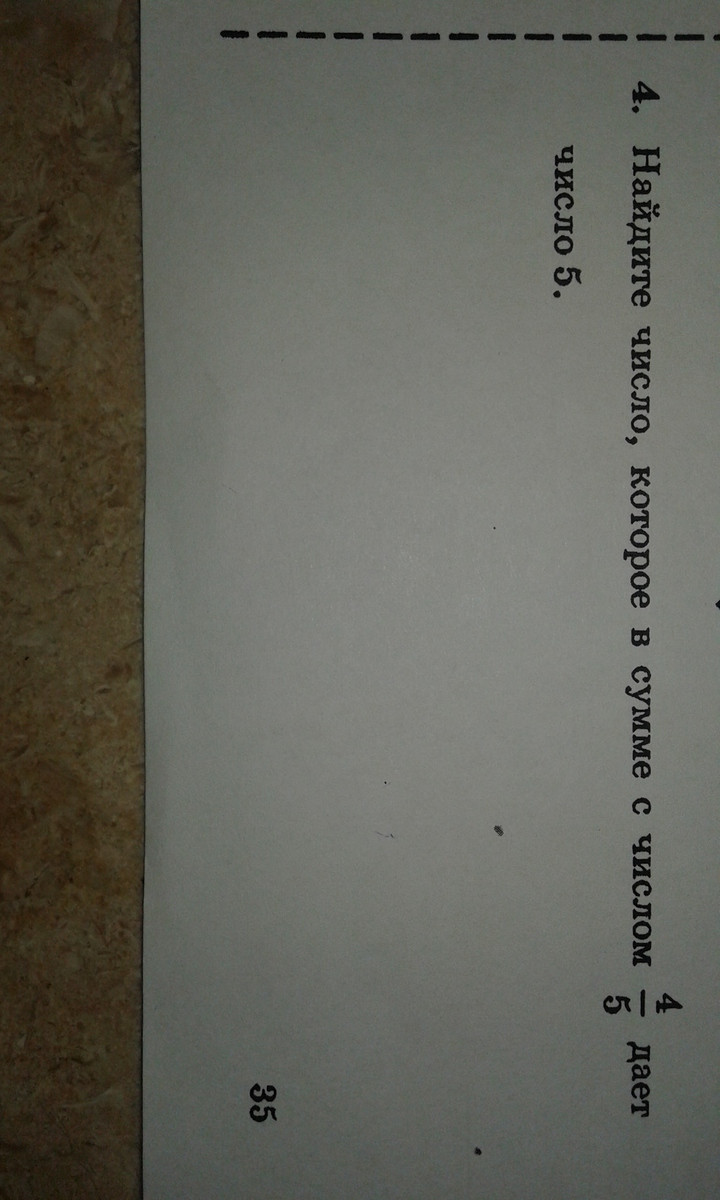 4. Найдите число, которое в сумме с числом 4/5 дает
число 5.
35